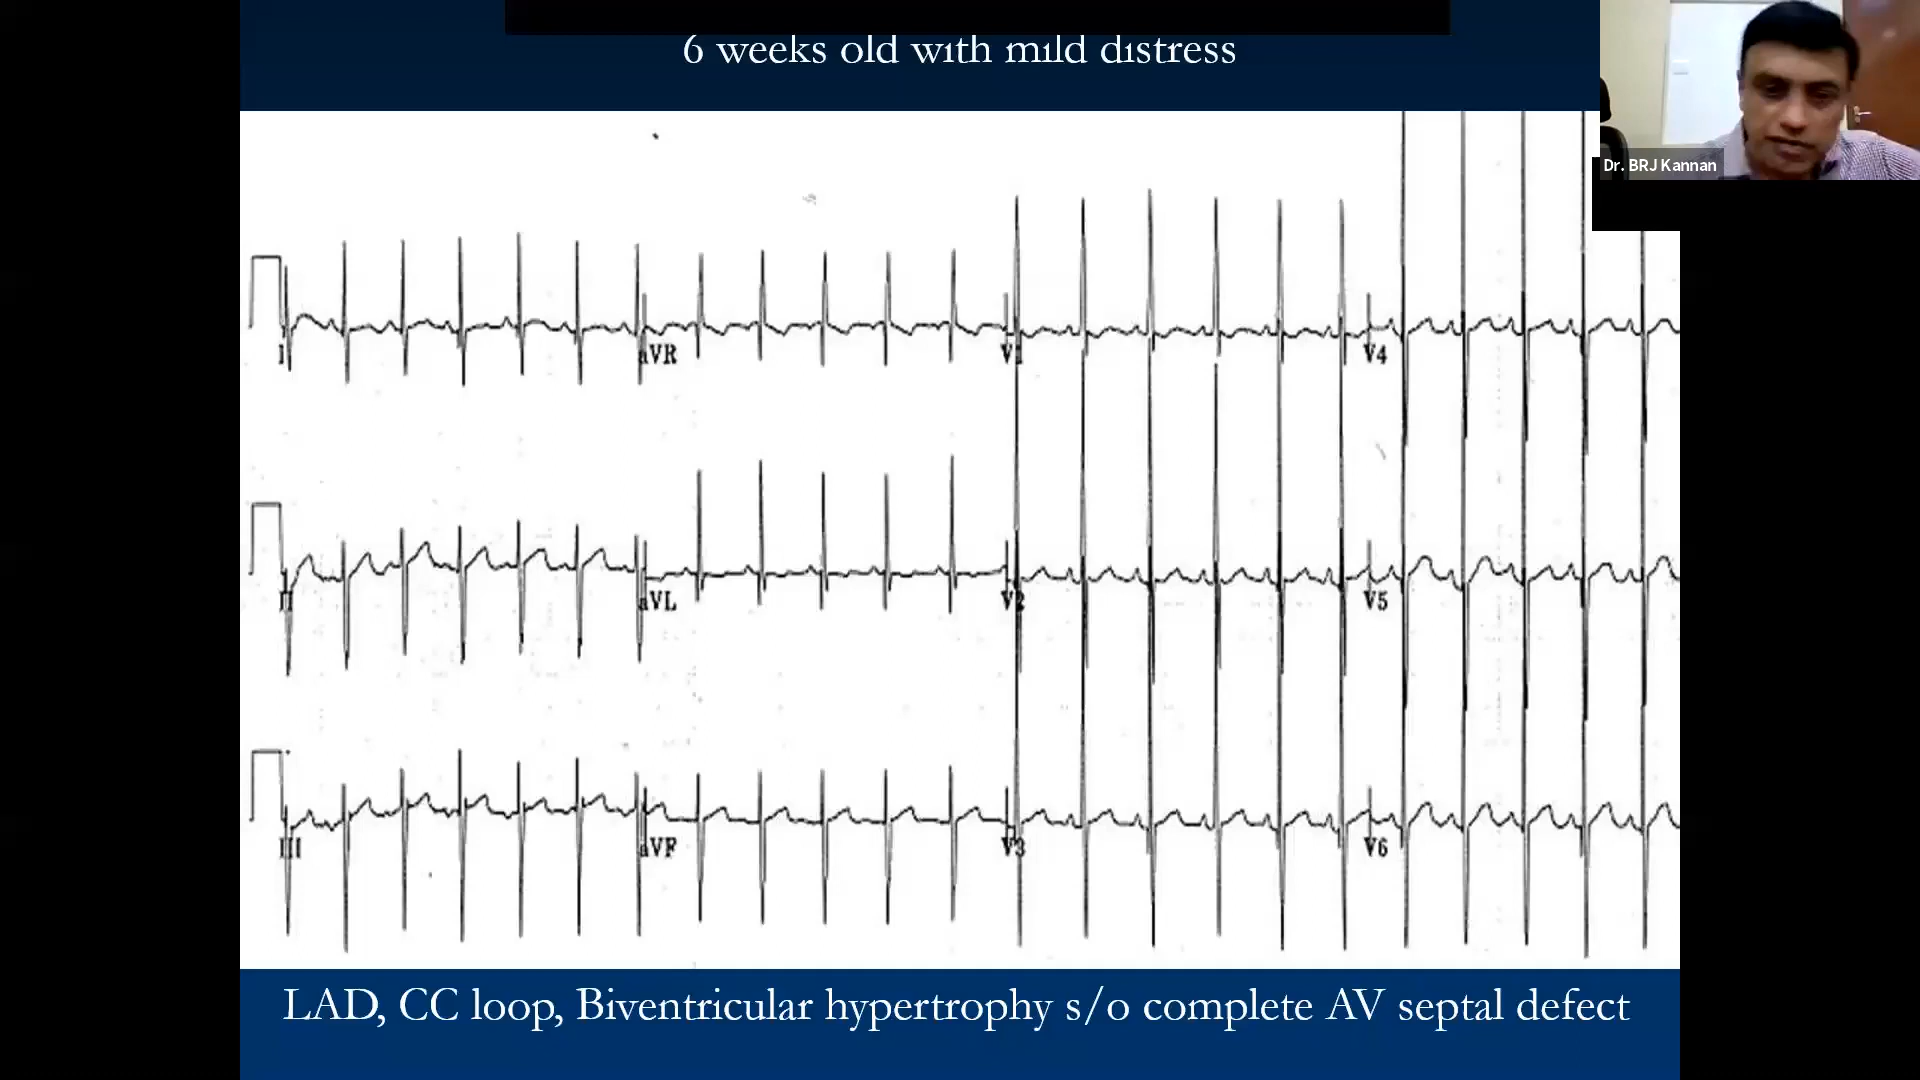 6 weeks old with mild distress
Dr. BRJ Kannan
I
aVR
V1
V4
II
aVL
V2
V5
III
aVF
V3
V6
LAD, CC loop, Biventricular hypertrophy s/o complete AV septal defect